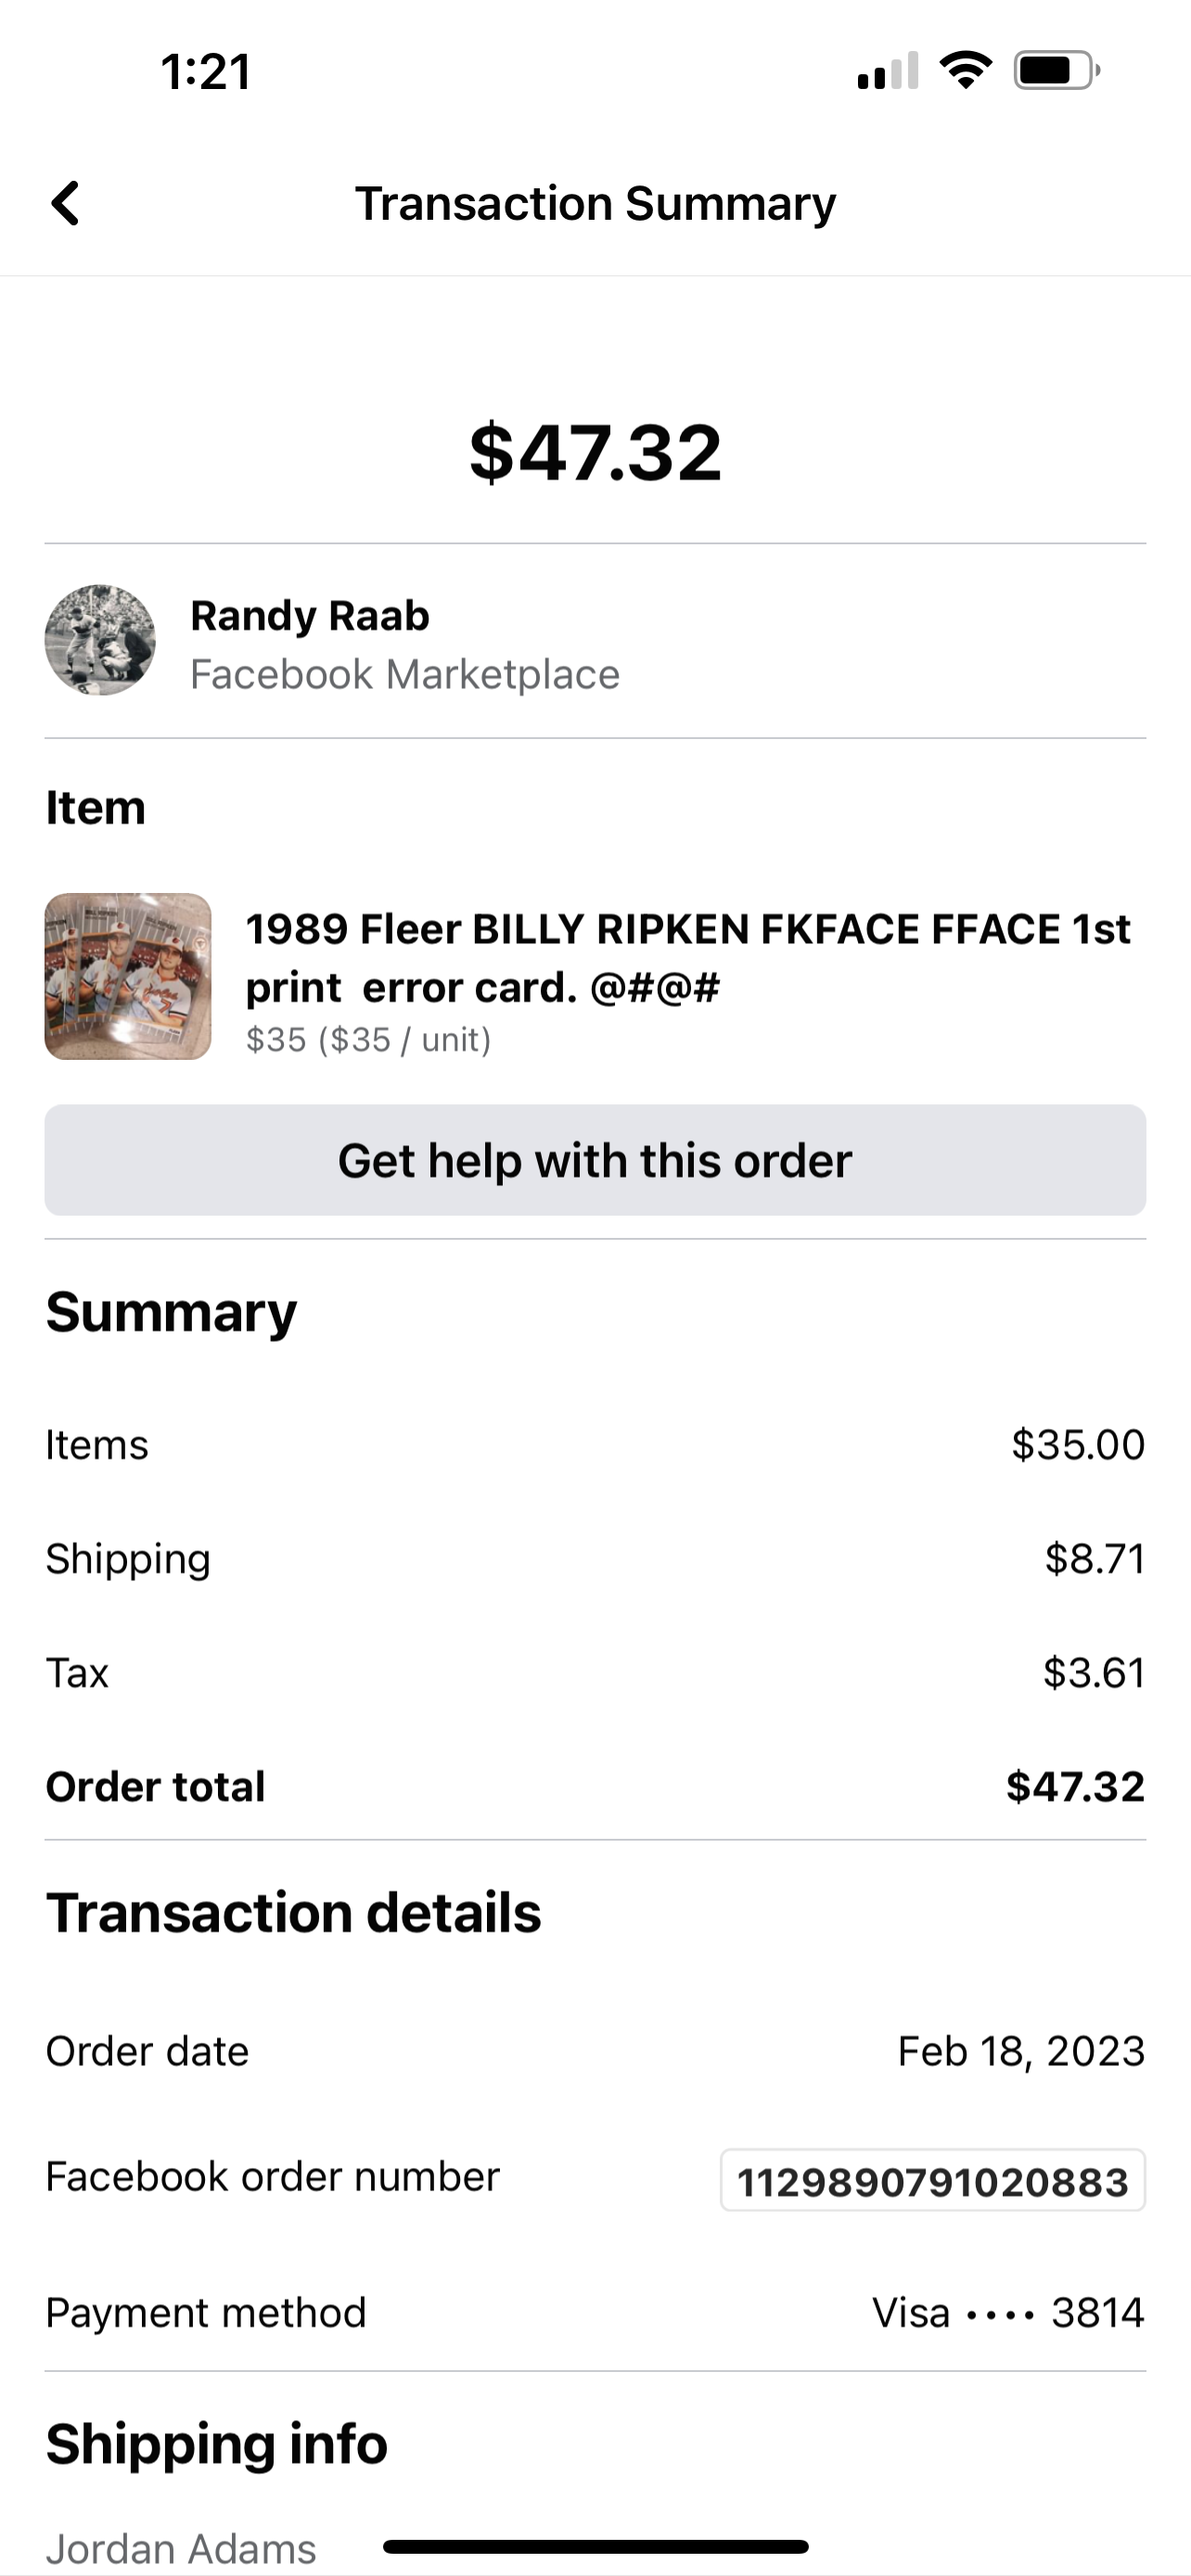 1:21
Transaction Summary
$47.32
Randy Raab
Facebook Marketplace
Item
1989 Fleer BILLY RIPKEN FKFACE FFACE 1st
print  error card. @#@#
$35 ($35 / unit)
Get help with this order
Summary
Items $35.00
Shipping $8.71
Tax $3.61
Order total $47.32
Transaction details
Order date Feb 18, 2023
Facebook order number 1129890791020883
Payment method Visa •••• 3814
Shipping info
Jordan Adams